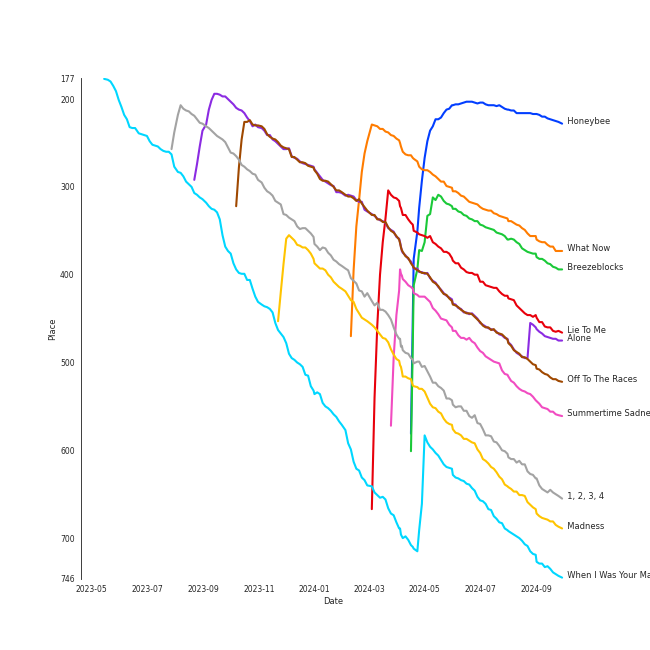 177
200
300
400
500
600
700
746
Place
2023-05
2023-07
2023-09
2023-11
2024-01
2024-03
2024-05
2024-07
2024-09
Date
Honeybee
What Now
Breezeblocks
Lie To Me
Alone
Off To The Races
Summertime Sadne
1, 2, 3, 4
Madness
When I Was Your Ma